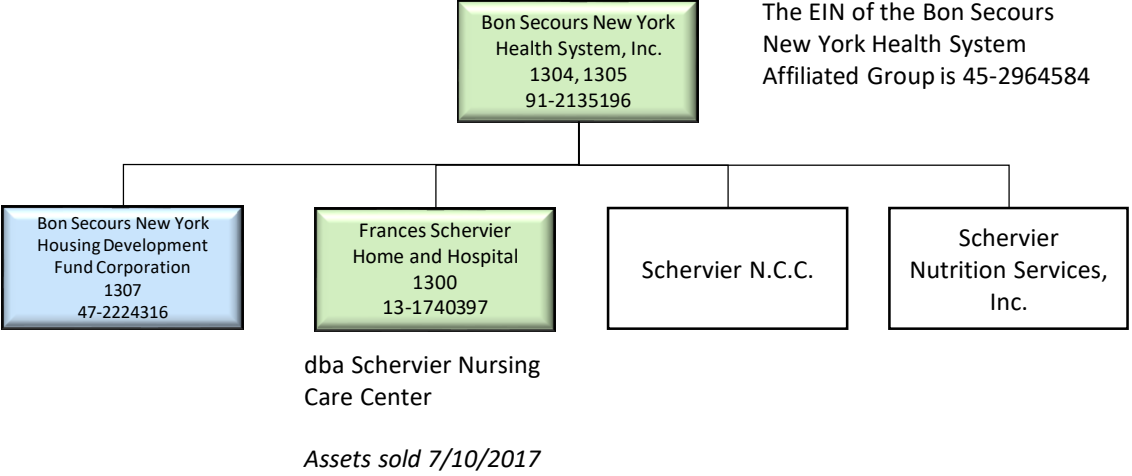 Bon Secours New York
Health System, Inc.
1304, 1305
91-2135196
The EIN of the Bon Secours
New York Health System
Affiliated Group is 45-2964584
Bon Secours New York
Housing Development
Fund Corporation
1307
47-2224316
Frances Schervier
Home and Hospital
1300
13-1740397
Schervier N.C.C.
Schervier
Nutrition Services,
Inc.
dba Schervier Nursing
Care Center
Assets sold 7/10/2017